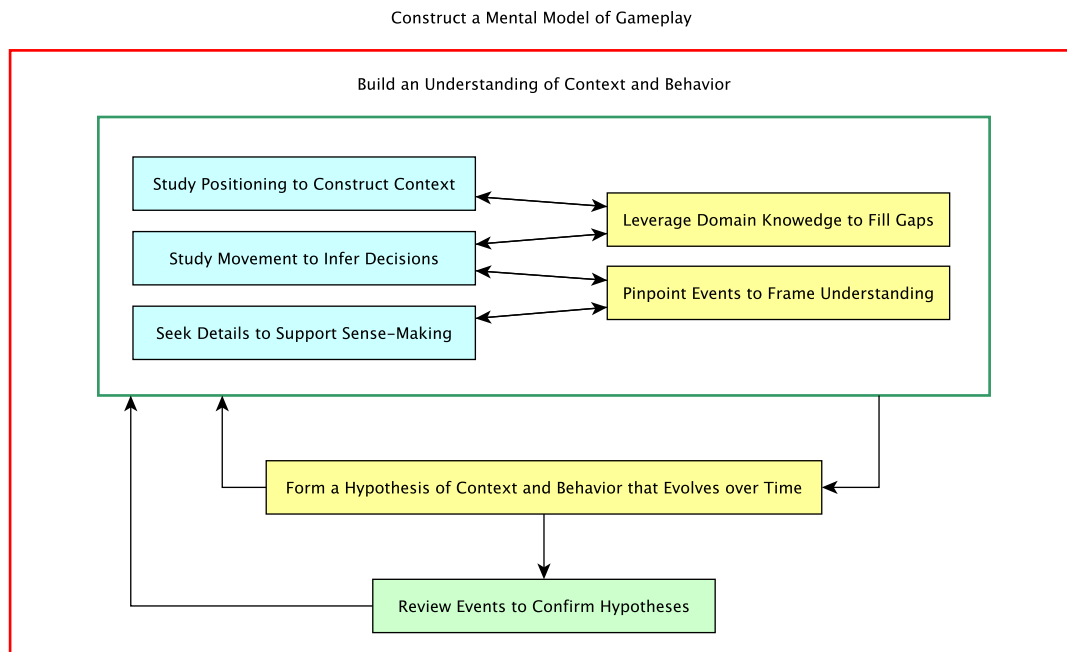 Construct a Mental Model of Gameplay
Build an Understanding of Context and Behavior
Study Positioning to Construct Context
Leverage Domain Knowedge to Fill Gaps
Study Movement to Infer Decisions
Pinpoint Events to Frame Understanding
Seek Details to Support Sense-Making
Form a Hypothesis of Context and Behavior that Evolves over Time
Review Events to Confirm Hypotheses